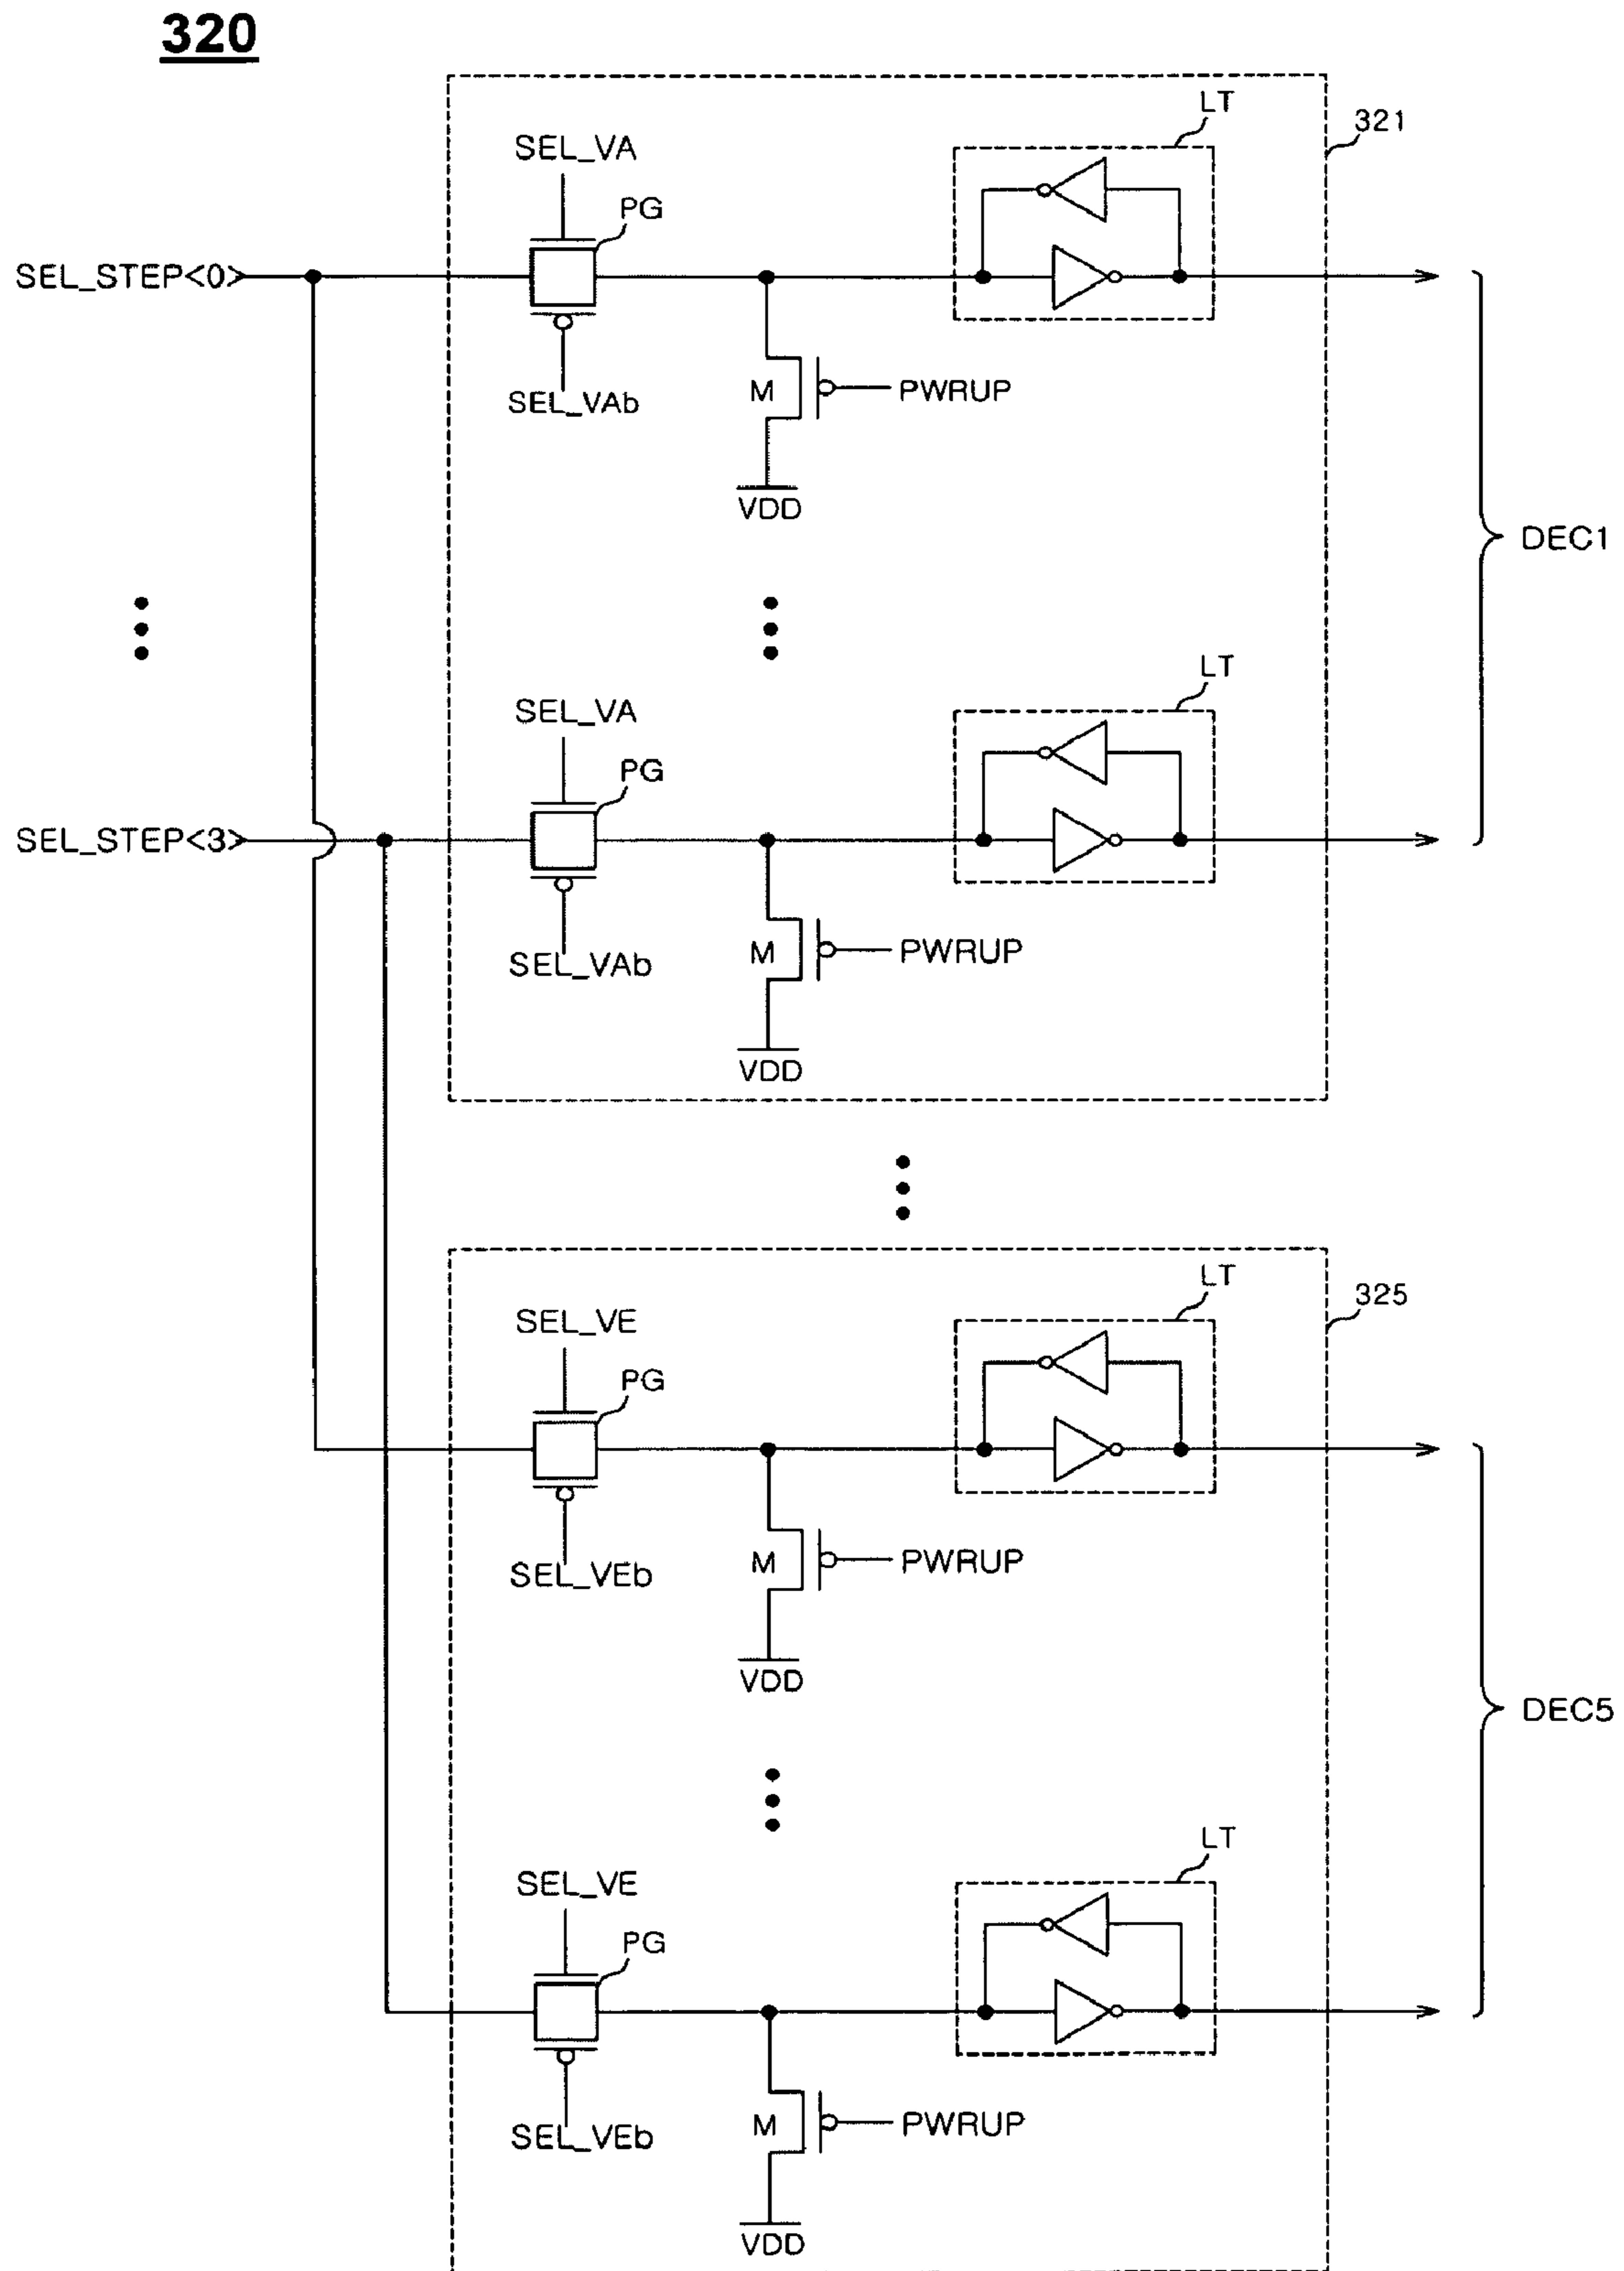 320
LT
321
SEL_VA
PG
SEL_STEP<0>
SEL_VAb
M
PWRUP
VDD
DEC1
LT
SEL_VA
PG
SEL_STEP<3>
SEL_VAb
M
PWRUP
VDD
LT
325
SEL_VE
PG
SEL_VEb
M
PWRUP
VDD
DEC5
LT
SEL_VE
PG
SEL_VEb
M
PWRUP
VDD